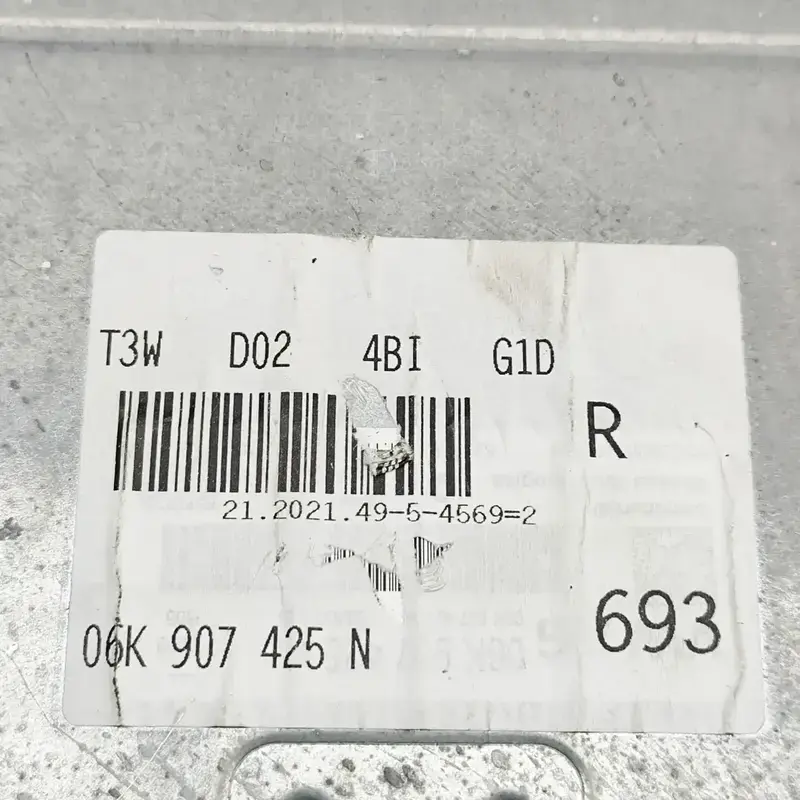 T3W D02 4BI G1D
R
21.2021.49-5-4569=2
06K 907 425 N
693